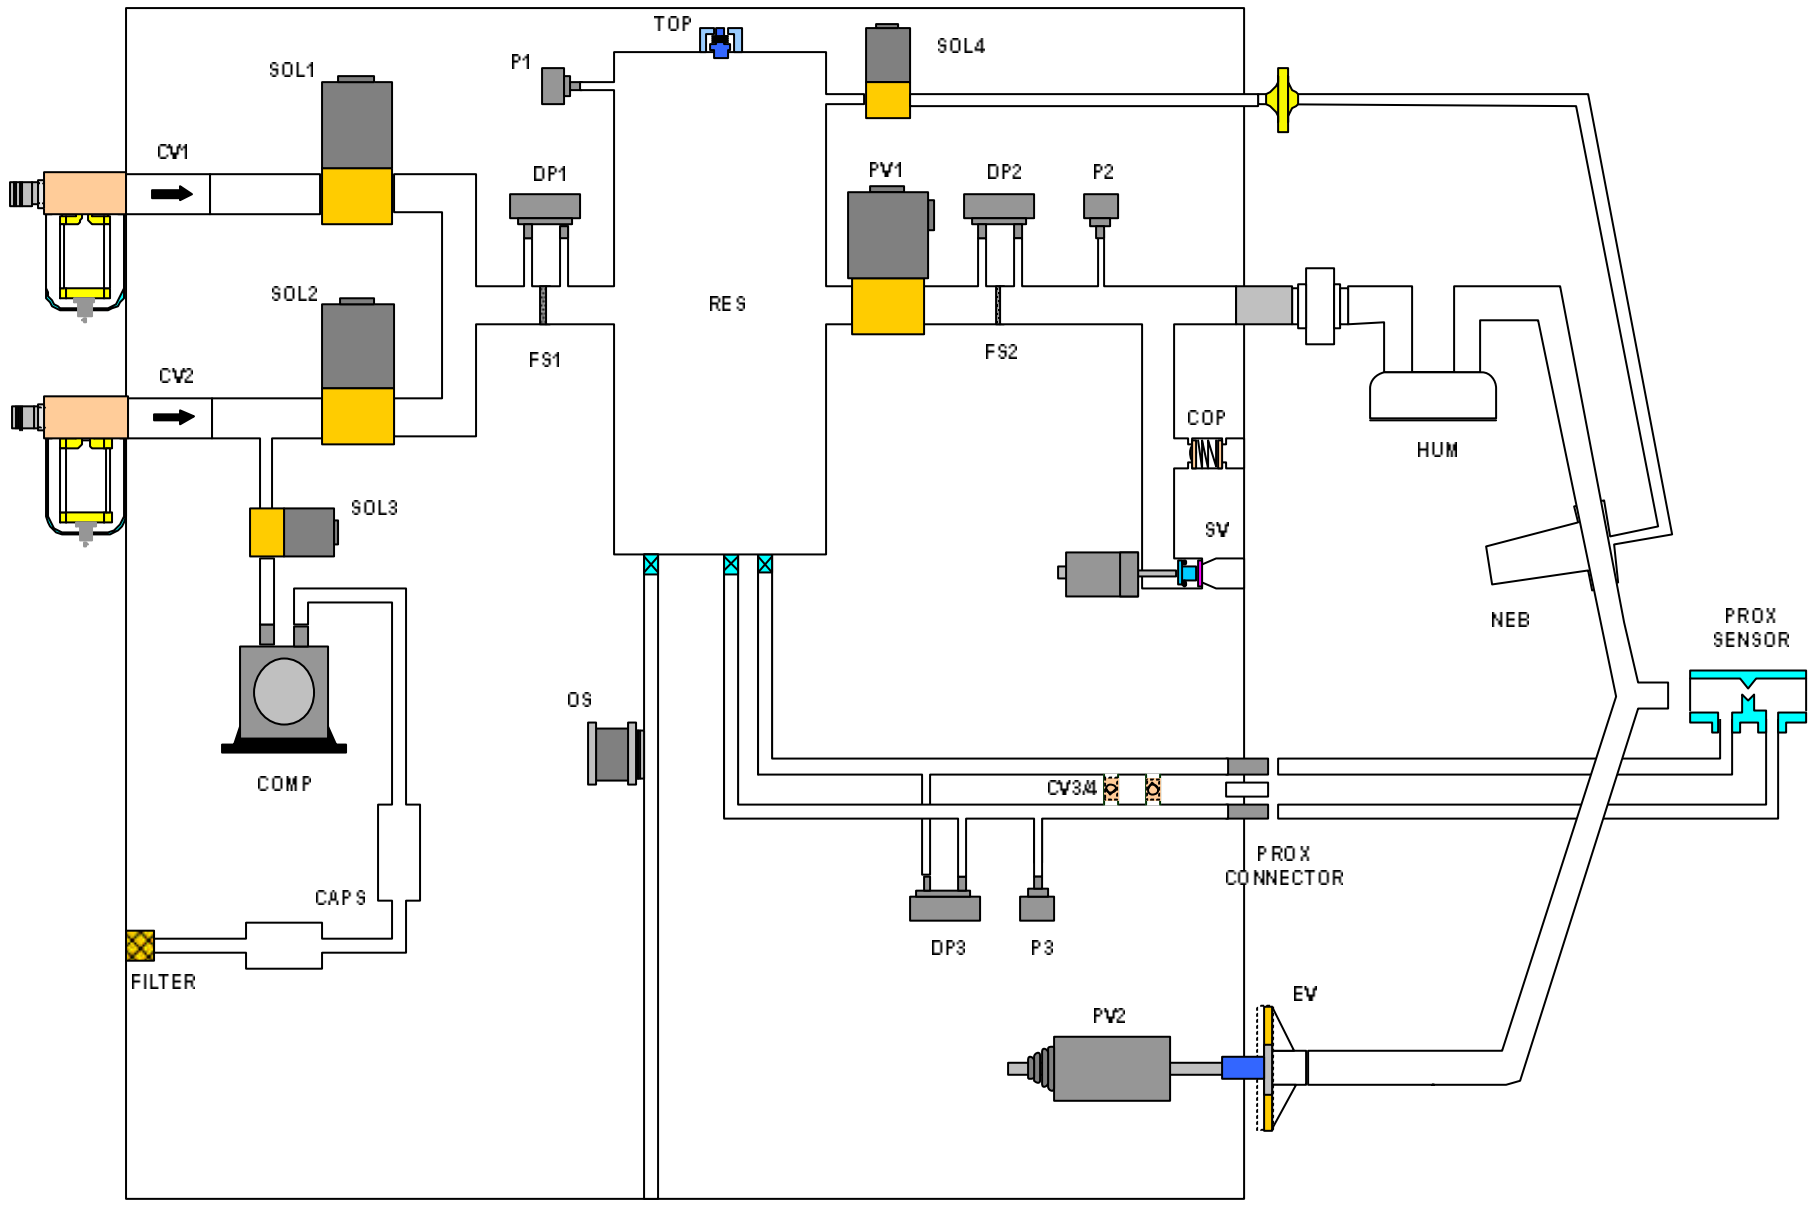 TOP
SOL4
P1
SOL1
CV1
DP1
PV1
DP2
P2
SOL2
RES
FS1
FS2
CV2
COP
HUM
SOL3
SV
NEB
PROX
SENSOR
OS
COMP
CV3/4
PROX
CONNECTOR
CAPS
DP3
P3
FILTER
EV
PV2